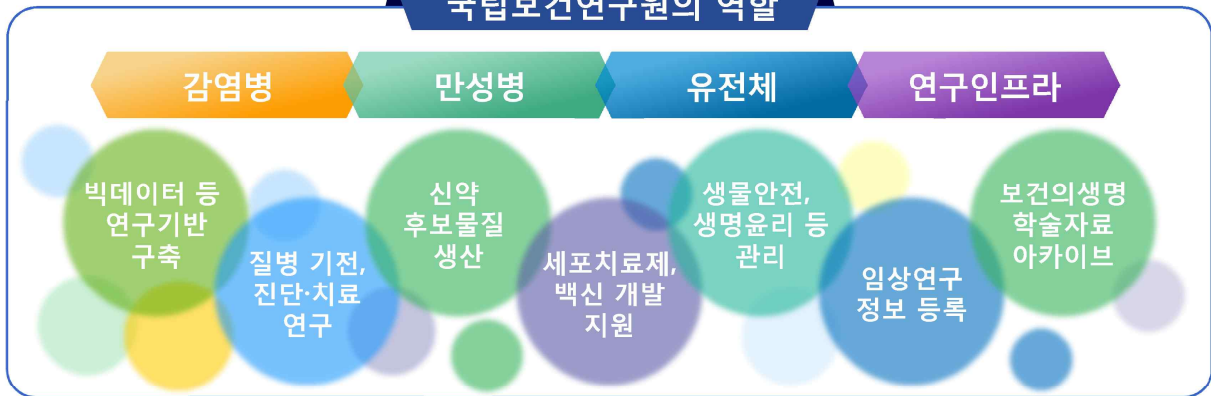 국립보건연구원의 역할
감염병
만성병
유전체
연구인프라
빅데이터 등
연구기반
구축
질병 기전,
진단·치료
연구
신약
후보물질
생산
세포치료제,
백신 개발
지원
생물안전,
생명윤리 등
관리
임상연구
정보 등록
보건의생명
학술자료
아카이브